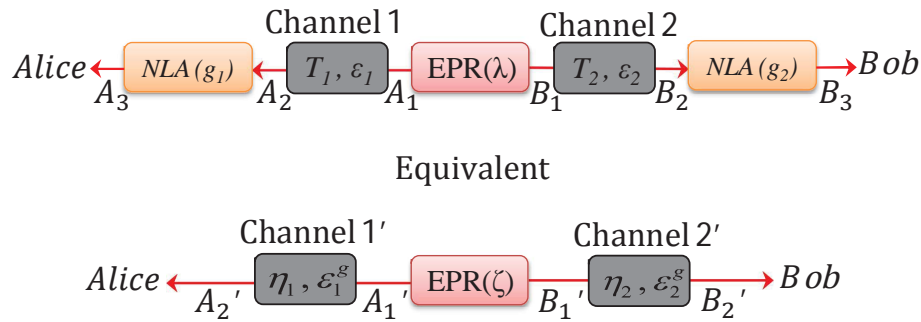 Channel 1 Channel 2
Alice NLA (g₁) T₁, ε₁ EPR(λ) T₂, ε₂ NLA (g₂) Bob
A₃ A₂ A₁ B₁ B₂ B₃
Equivalent
Channel 1′ Channel 2′
Alice η₁, ε₁ᵍ EPR(ζ) η₂, ε₂ᵍ Bob
A₂′ A₁′ B₁′ B₂′